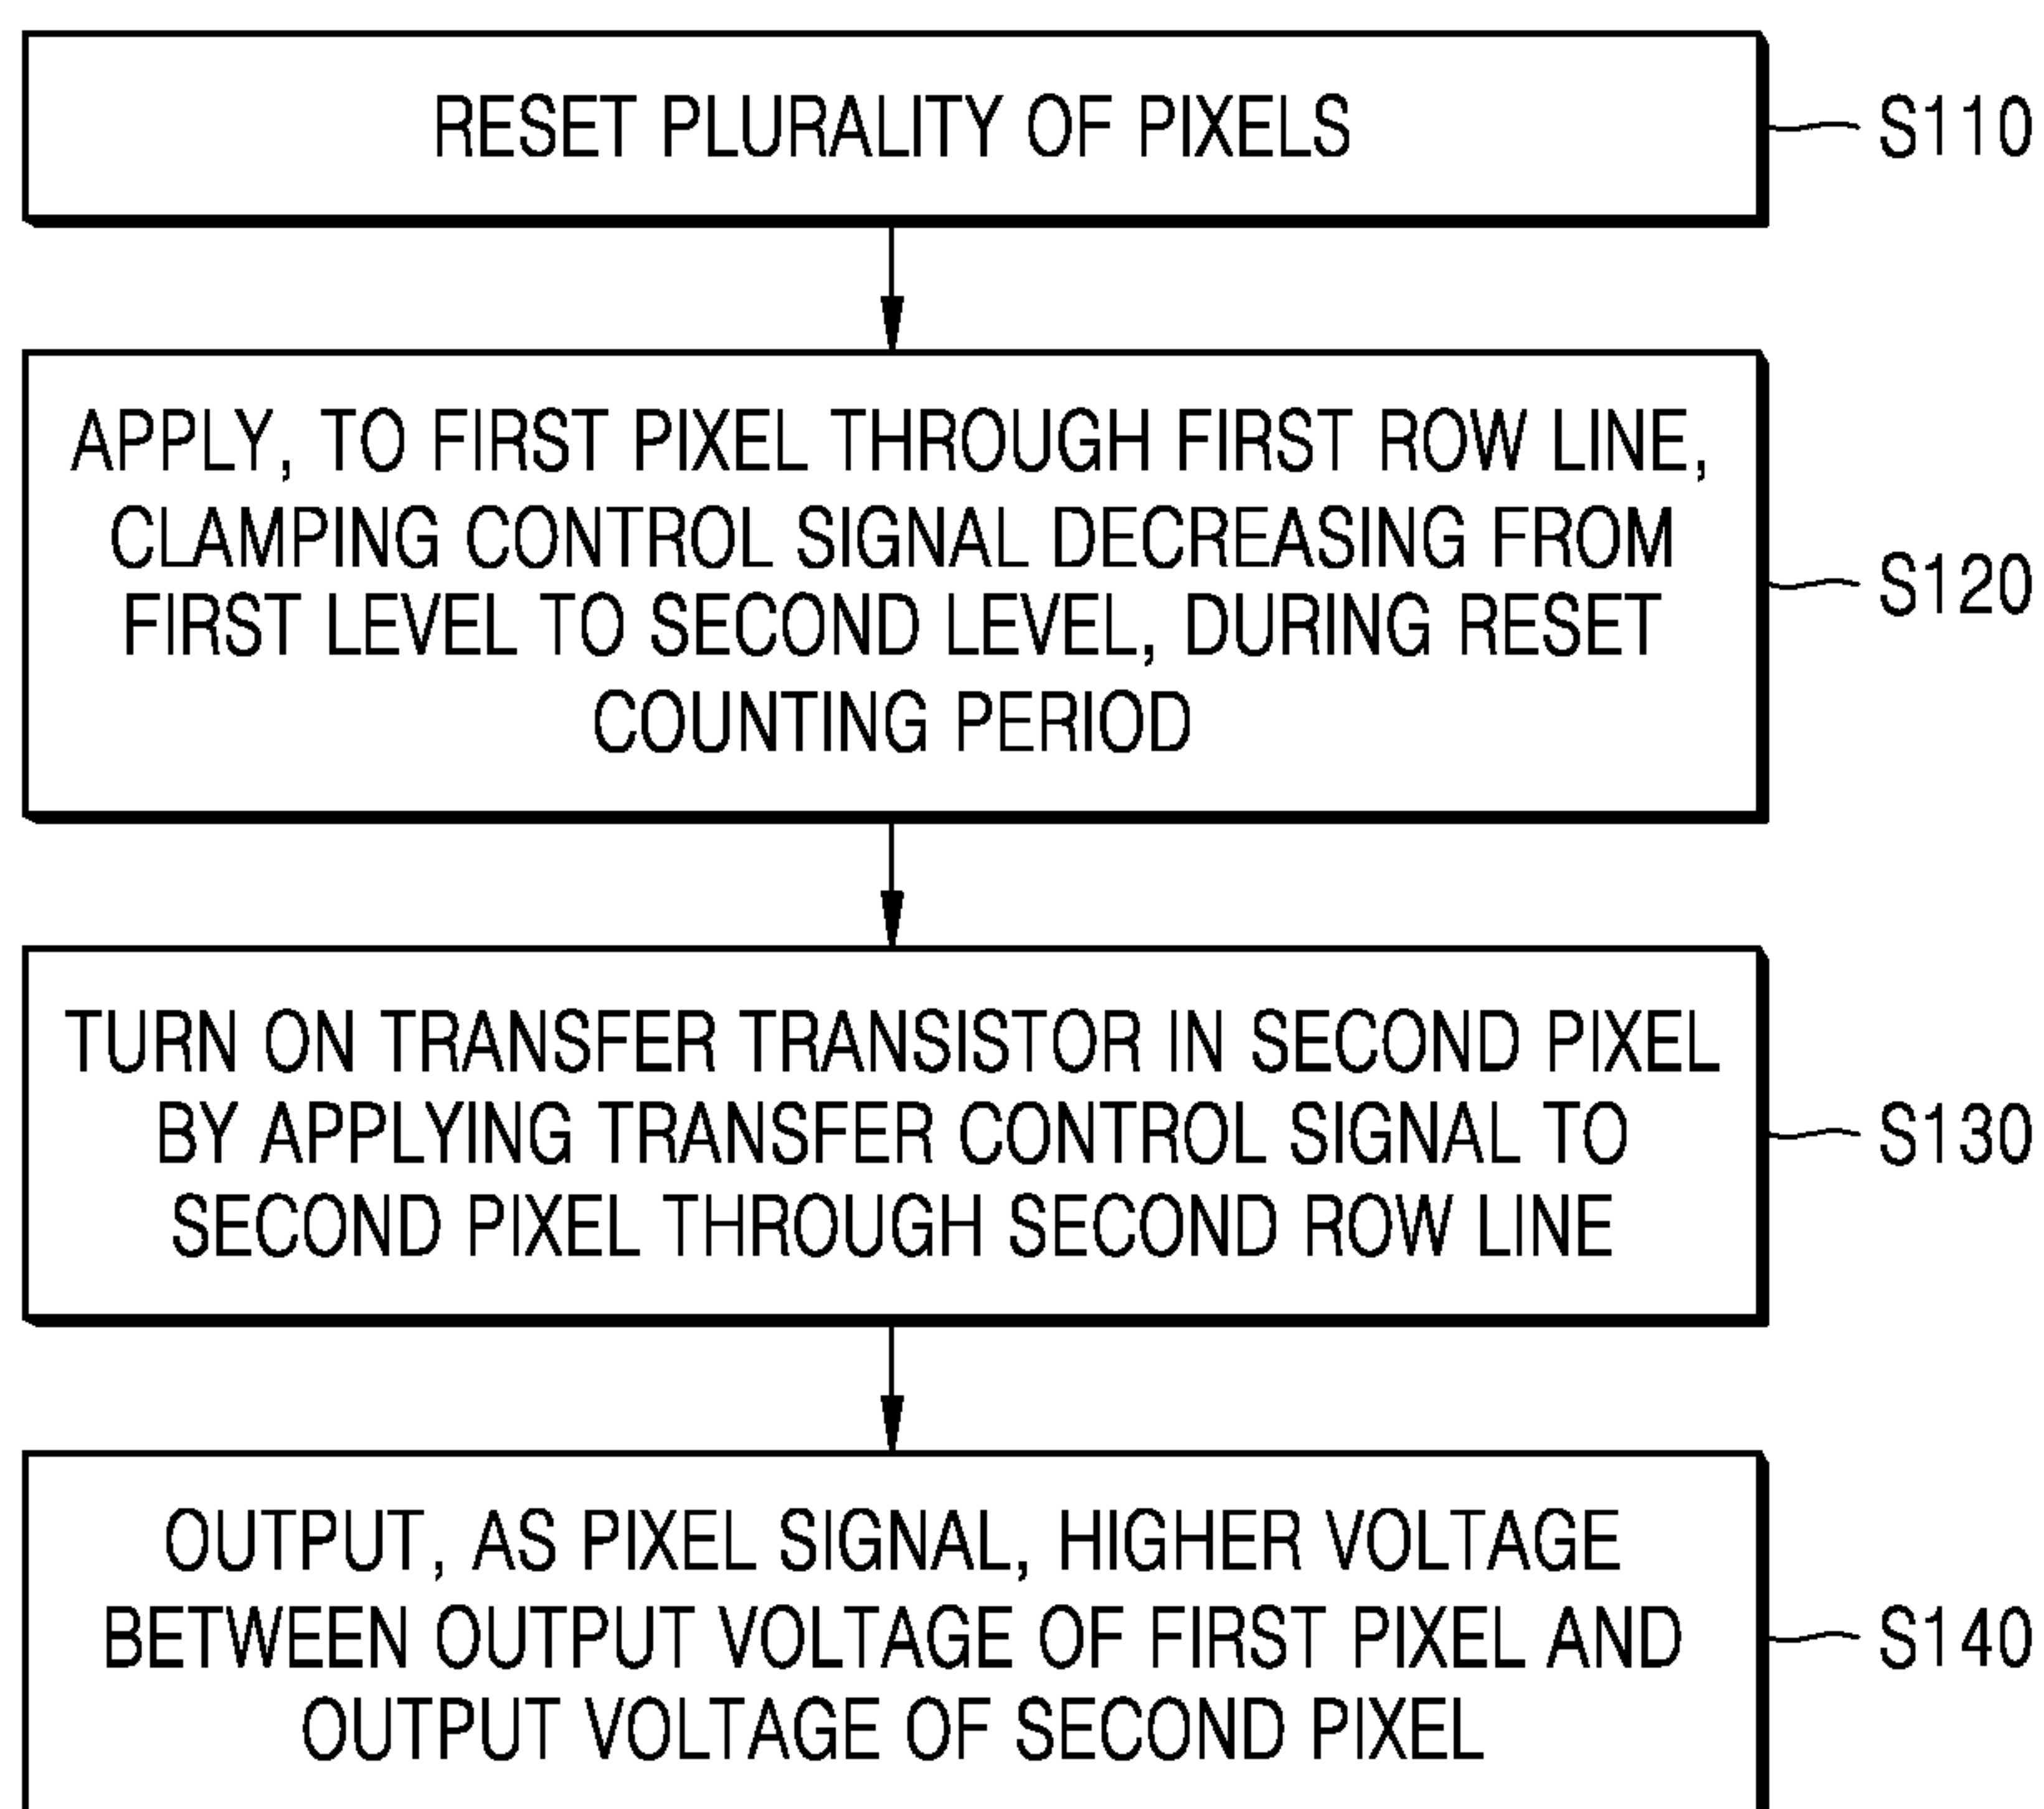 RESET PLURALITY OF PIXELS
S110
APPLY, TO FIRST PIXEL THROUGH FIRST ROW LINE,
CLAMPING CONTROL SIGNAL DECREASING FROM
FIRST LEVEL TO SECOND LEVEL, DURING RESET
COUNTING PERIOD
S120
TURN ON TRANSFER TRANSISTOR IN SECOND PIXEL
BY APPLYING TRANSFER CONTROL SIGNAL TO
SECOND PIXEL THROUGH SECOND ROW LINE
S130
OUTPUT, AS PIXEL SIGNAL, HIGHER VOLTAGE
BETWEEN OUTPUT VOLTAGE OF FIRST PIXEL AND
OUTPUT VOLTAGE OF SECOND PIXEL
S140